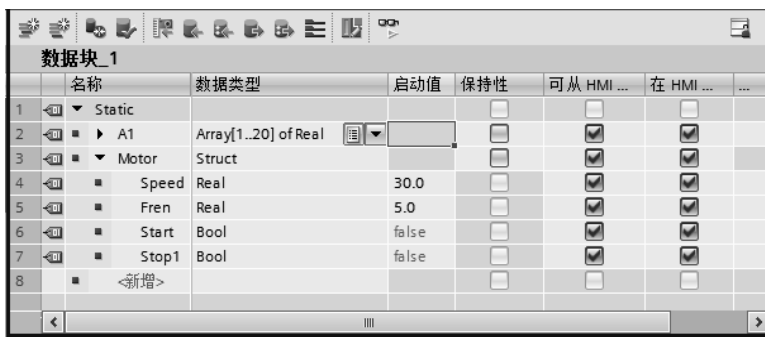 数据块_1
名称 数据类型 启动值 保持性 可从 HMI ... 在 HMI ... ...
1 Static
2 A1 Array[1..20] of Real
3 Motor Struct
4 Speed Real 30.0
5 Fren Real 5.0
6 Start Bool false
7 Stop1 Bool false
8 <新增>